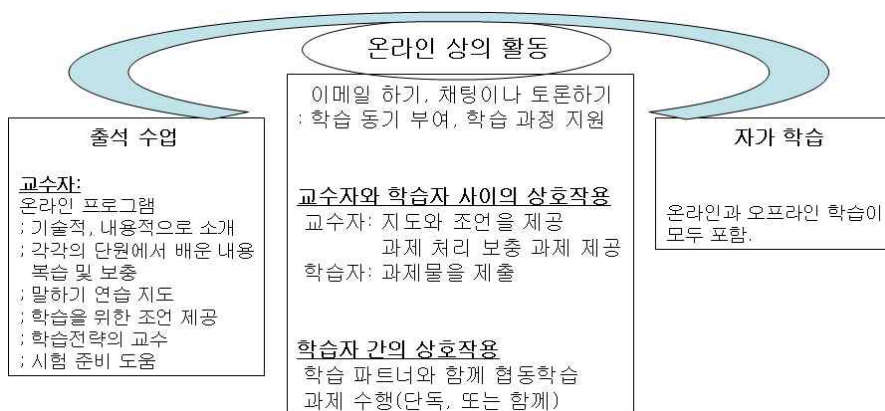 온라인 상의 활동
출석 수업
교수자:
온라인 프로그램
; 기술적, 내용적으로 소개
; 각각의 단원에서 배운 내용
복습 및 보충
; 말하기 연습 지도
; 학습을 위한 조언 제공
; 학습전략의 교수
; 시험 준비 도움
이메일 하기, 채팅이나 토론하기
: 학습 동기 부여, 학습 과정 지원
교수자와 학습자 사이의 상호작용
교수자: 지도와 조언을 제공
과제 처리 보충 과제 제공
학습자: 과제물을 제출
학습자 간의 상호작용
학습 파트너와 함께 협동학습
과제 수행(단독, 또는 함께)
자가 학습
온라인과 오프라인 학습이
모두 포함.